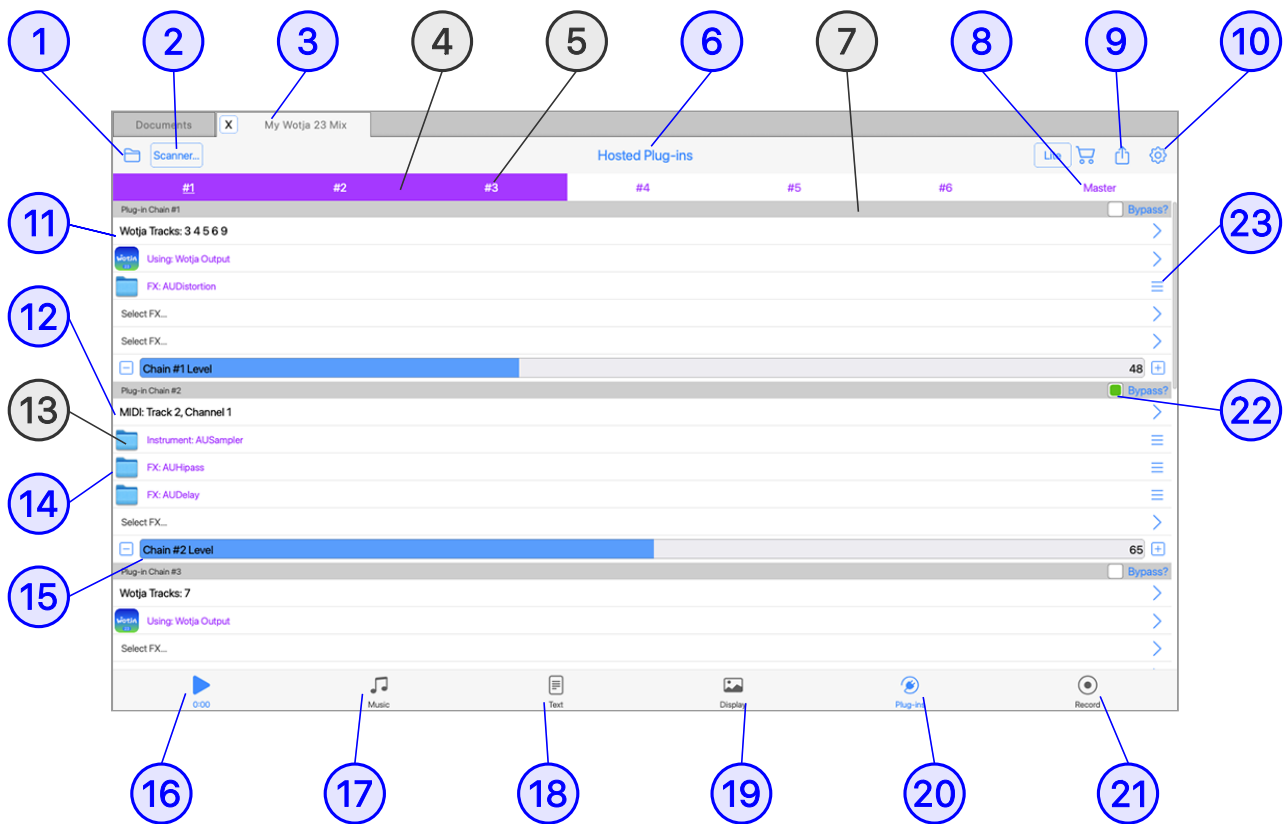 1 2 3 4 5 6 7 8 9 10
Documents X My Wotja 23 Mix
Scanner... Hosted Plug-ins Lite
#1 #2 #3 #4 #5 #6 Master
Plug-in Chain #1 Bypass?
11 Wotja Tracks: 3 4 5 6 9 23
wotja Using: Wotja Output
FX: AUDistortion
12 Select FX...
Select FX...
Chain #1 Level 48
Plug-in Chain #2 Bypass?
13 MIDI: Track 2, Channel 1 22
Instrument: AUSampler
FX: AUHipass
14 FX: AUDelay
Select FX...
Chain #2 Level 65
Plug-in Chain #3 Bypass?
15 Wotja Tracks: 7
wotja Using: Wotja Output
Select FX...
0:00 Music Text Display Plug-ins Record
16 17 18 19 20 21